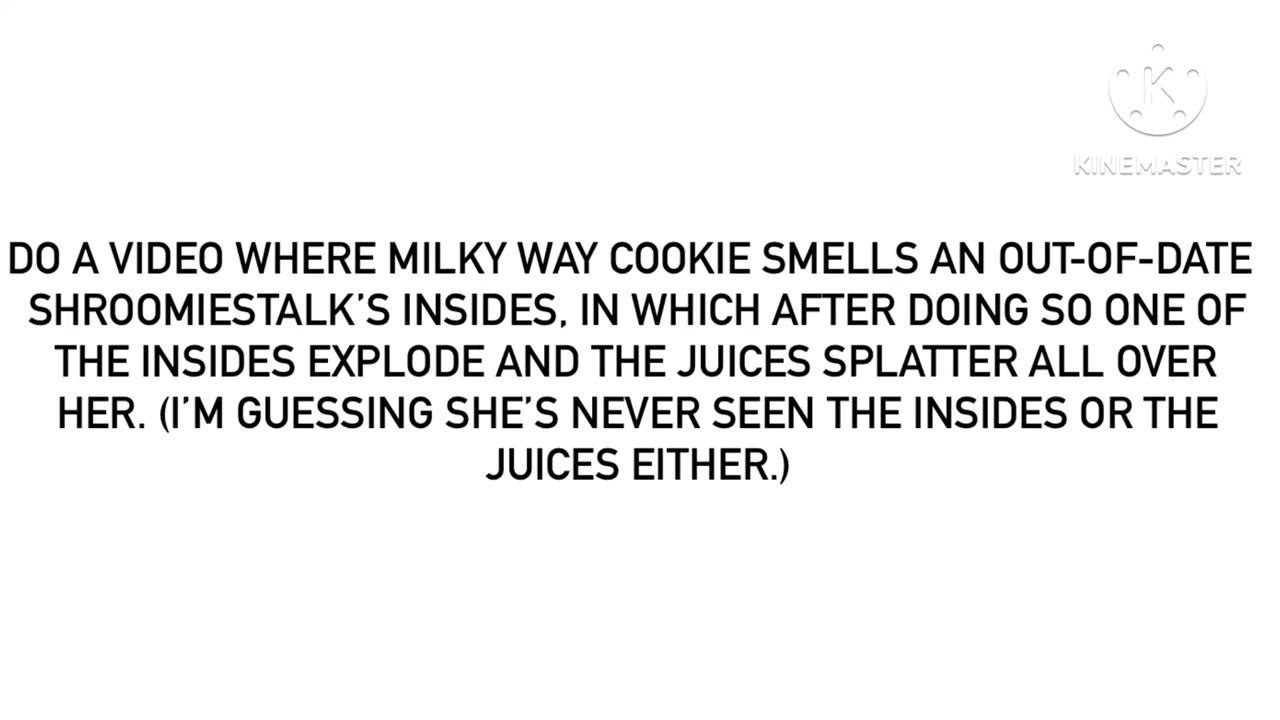 KINEMASTER
DO A VIDEO WHERE MILKY WAY COOKIE SMELLS AN OUT-OF-DATE
SHROOMIESTALK'S INSIDES, IN WHICH AFTER DOING SO ONE OF
THE INSIDES EXPLODE AND THE JUICES SPLATTER ALL OVER
HER. (I'M GUESSING SHE'S NEVER SEEN THE INSIDES OR THE
JUICES EITHER.)